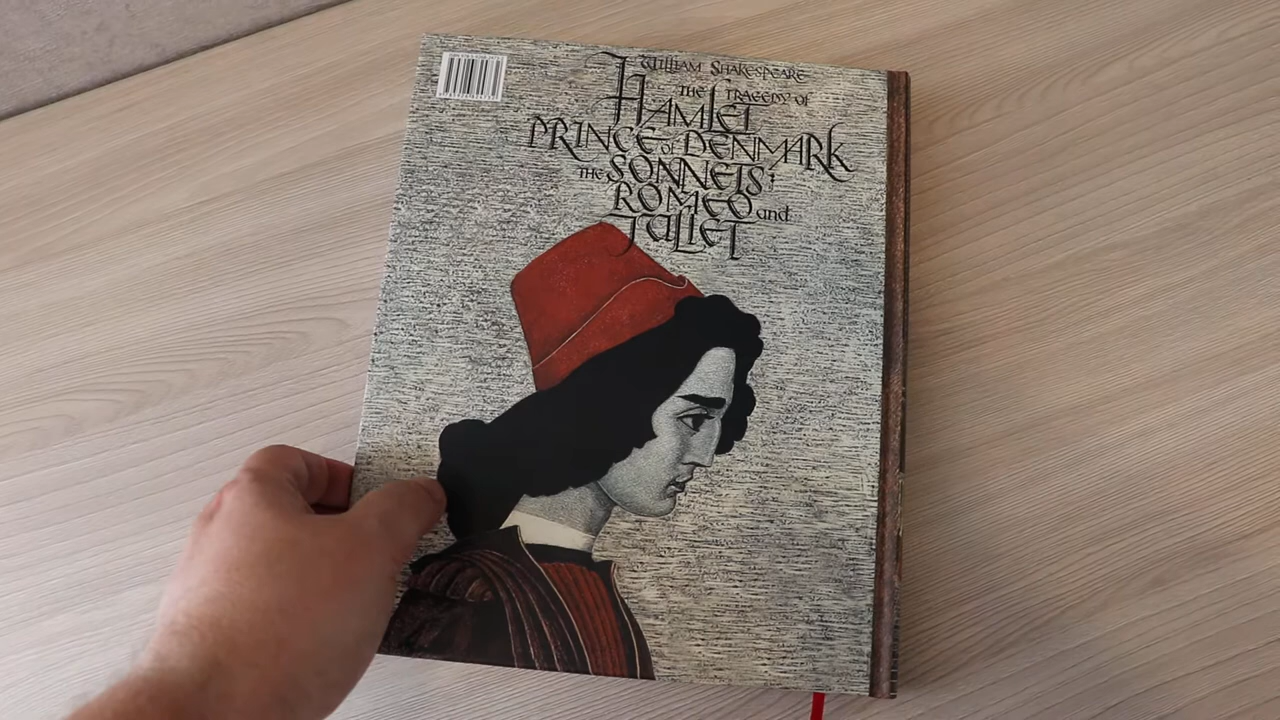 William Shakespeare
THE TRAGEDY OF
HAMLET
PRINCE of DENMARK
THE SONNETS;
ROMEO and
JULIET